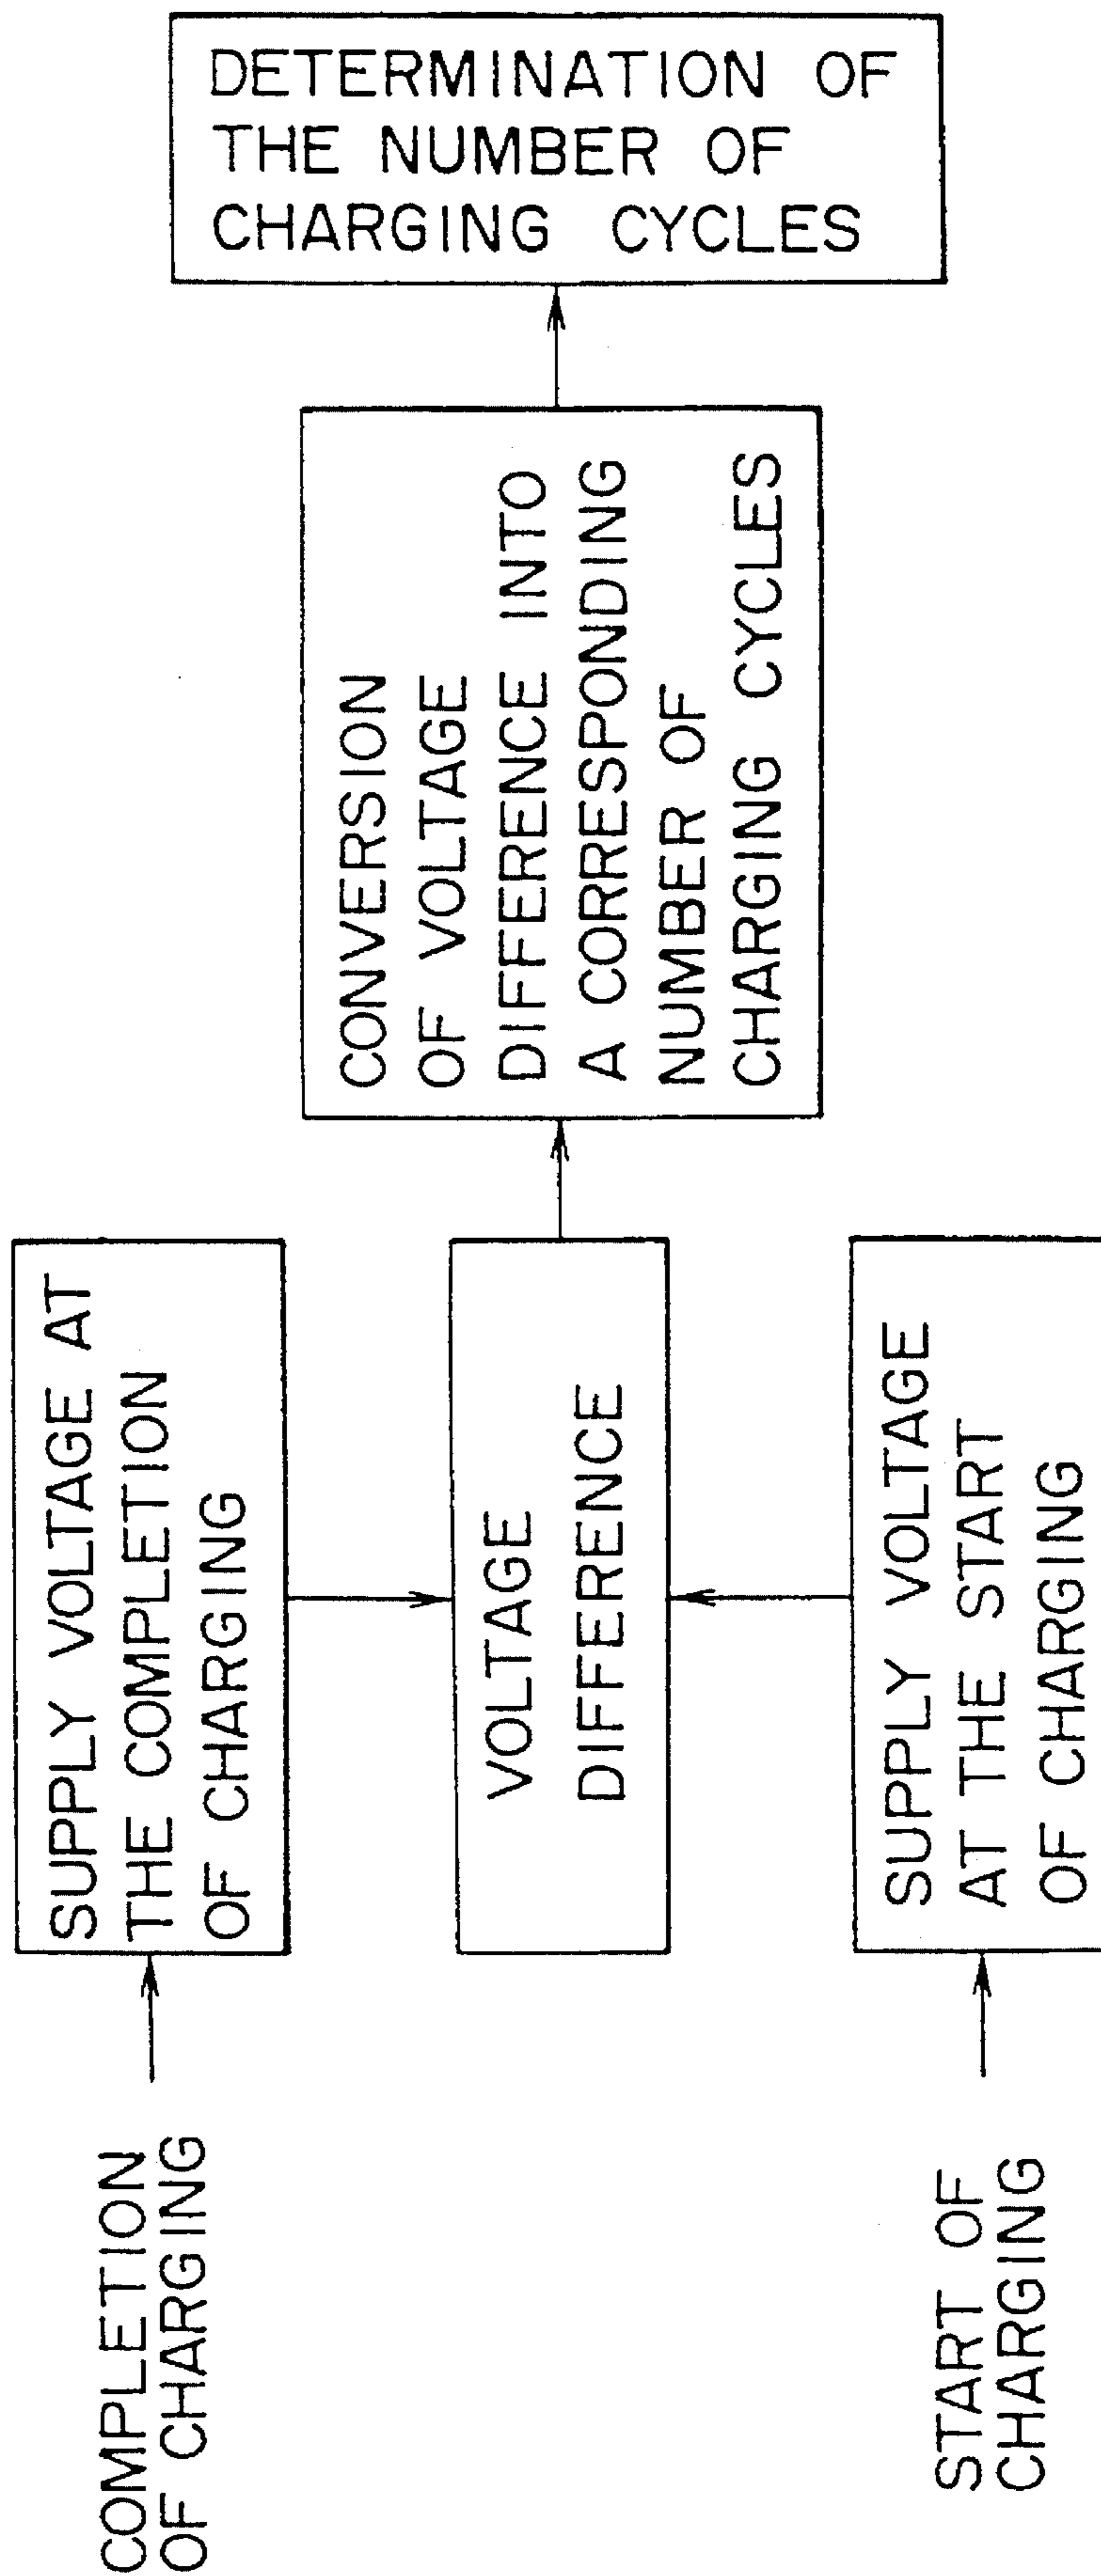 COMPLETION
OF CHARGING
SUPPLY VOLTAGE AT
THE COMPLETION
OF CHARGING
VOLTAGE
DIFFERENCE
START OF
CHARGING
SUPPLY VOLTAGE
AT THE START
OF CHARGING
CONVERSION
OF VOLTAGE
DIFFERENCE INTO
A CORRESPONDING
NUMBER OF
CHARGING CYCLES
DETERMINATION OF
THE NUMBER OF
CHARGING CYCLES